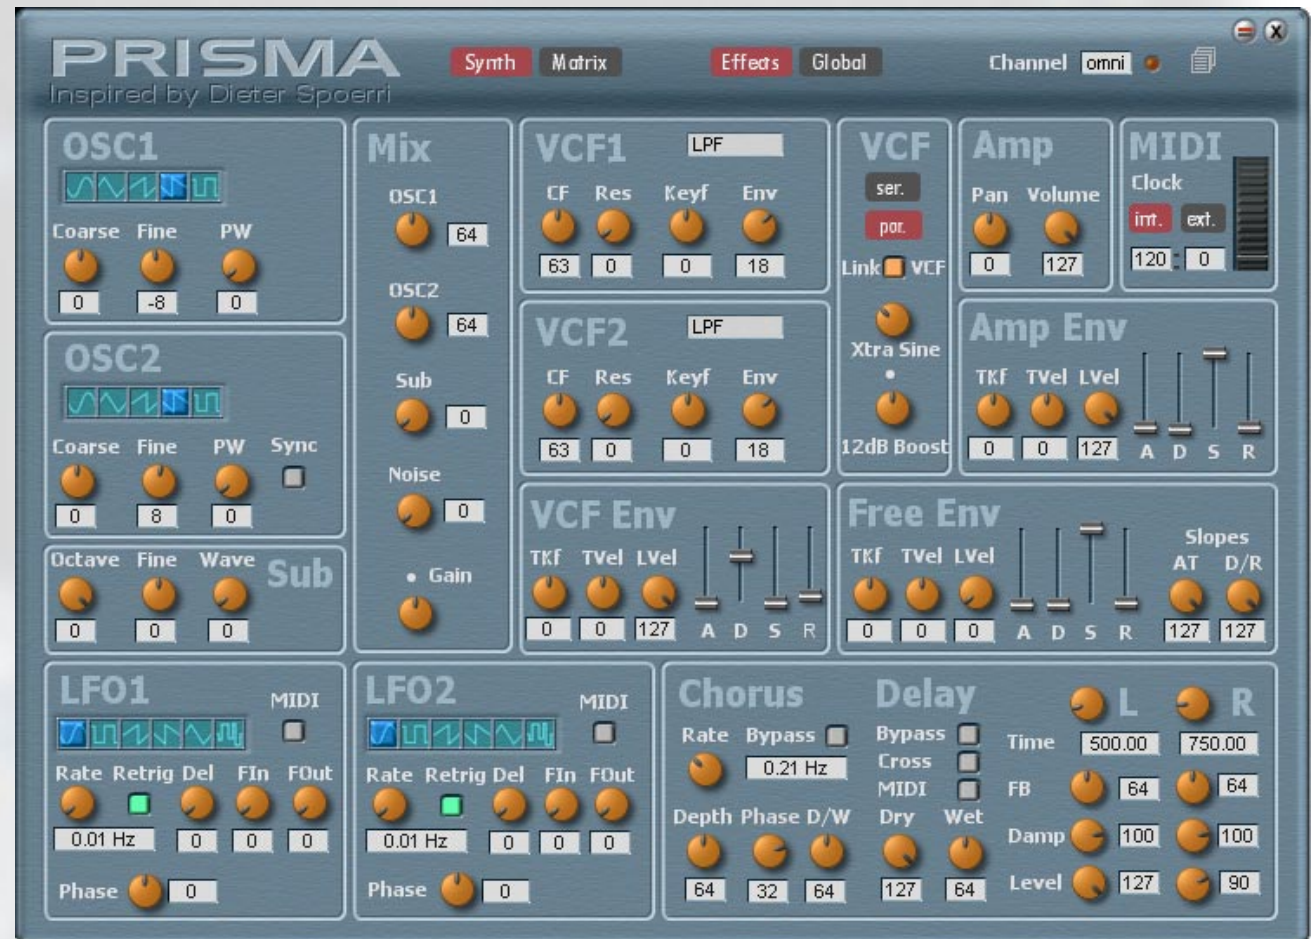 PRISMA
Inspired by Dieter Spoerri
Synth Matrix Effects Global Channel omni
OSC1
Coarse Fine PW
0 -8 0
OSC2
Coarse Fine PW Sync
0 8 0
Octave Fine Wave Sub
0 0 0
Mix
OSC1
64
OSC2
64
Sub
0
Noise
0
Gain
VCF1 LPF
CF Res Keyf Env
63 0 0 18
VCF2 LPF
CF Res Keyf Env
63 0 0 18
VCF
ser.
par.
Link VCF
Xtra Sine
12dB Boost
Amp
Pan Volume
0 127
MIDI
Clock
int. ext.
120 : 0
Amp Env
TKf TVel LVel
0 0 127 A D S R
VCF Env
TKf TVel LVel
0 0 127 A D S R
Free Env
Slopes
TKf TVel LVel AT D/R
0 0 0 A D S R 127 127
LFO1
MIDI
Rate Retrig Del FIn FOut
0.01 Hz 0 0 0
Phase 0
LFO2
MIDI
Rate Retrig Del FIn FOut
0.01 Hz 0 0 0
Phase 0
Chorus
Rate Bypass
0.21 Hz
Depth Phase D/W
64 32 64
Delay L R
Bypass
Cross
MIDI
Dry Wet
127 64
Time 500.00 750.00
FB 64 64
Damp 100 100
Level 127 90